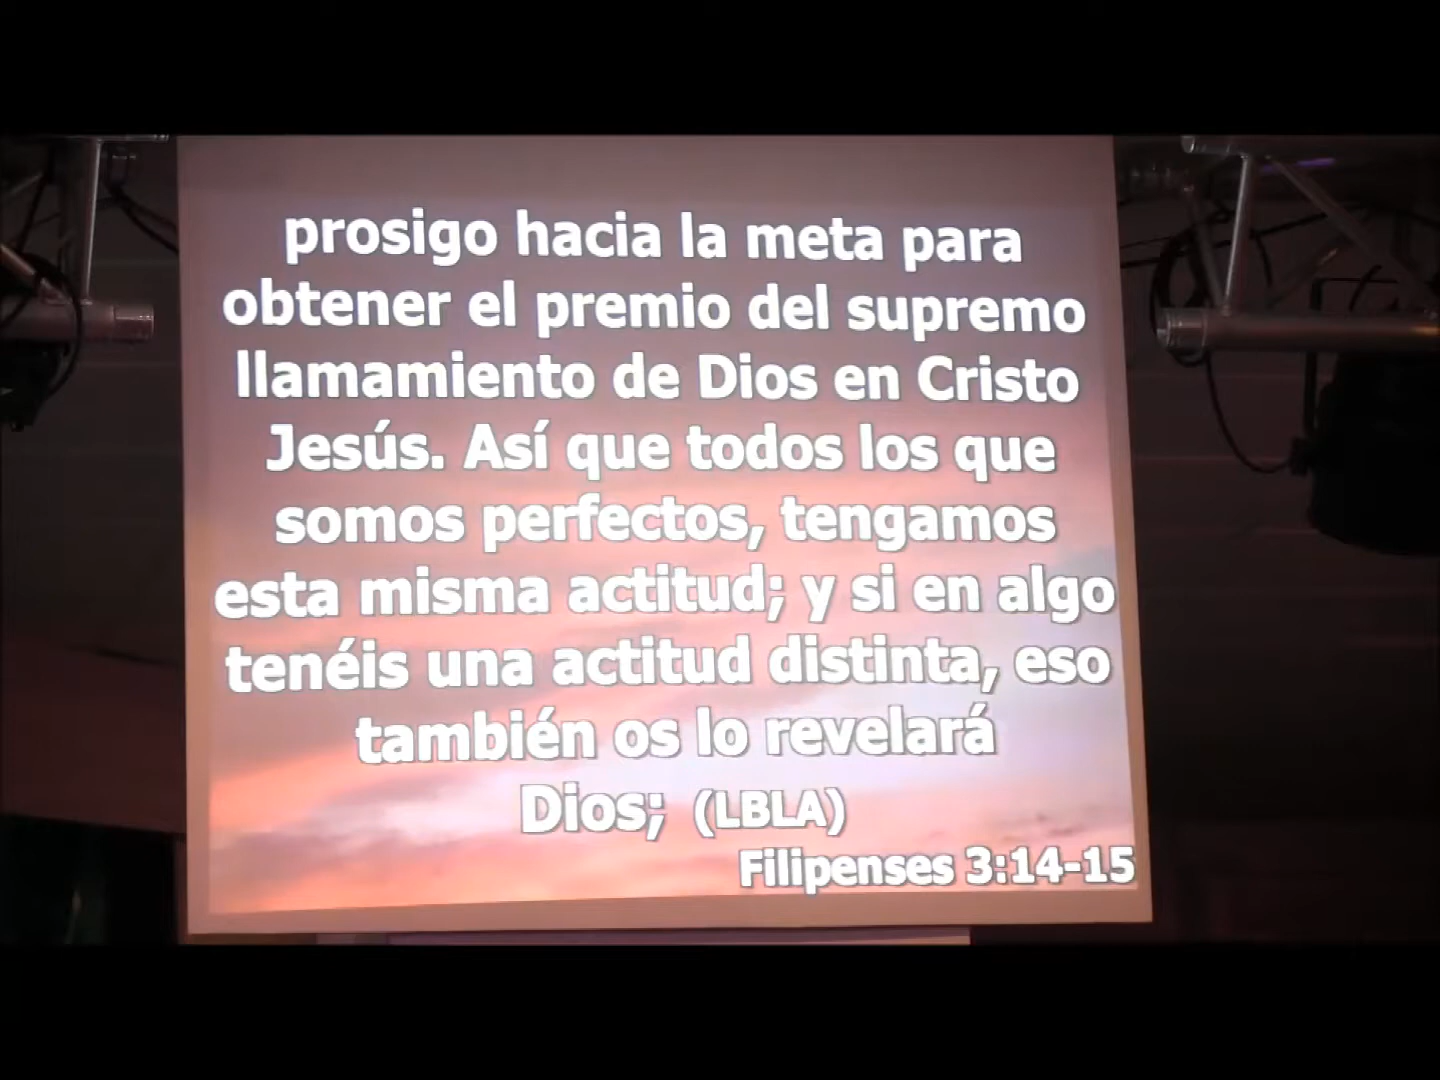 prosigo hacia la meta para
obtener el premio del supremo
llamamiento de Dios en Cristo
Jesús. Así que todos los que
somos perfectos, tengamos
esta misma actitud; y si en algo
tenéis una actitud distinta, eso
también os lo revelará
Dios; (LBLA)
Filipenses 3:14-15